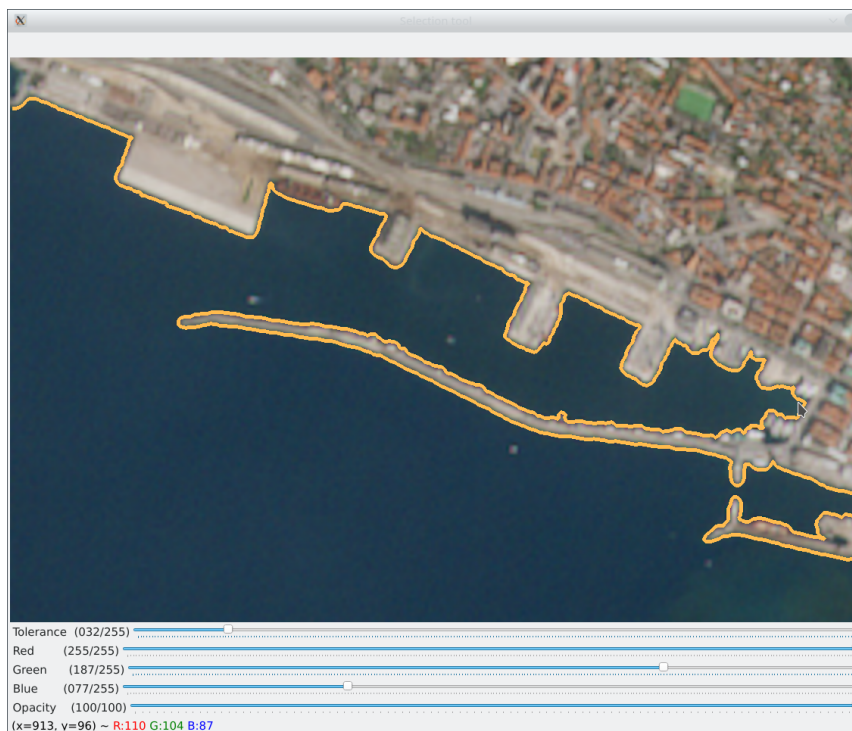 Selection tool
Tolerance (032/255)
Red (255/255)
Green (187/255)
Blue (077/255)
Opacity (100/100)
(x=913, y=96) ~ R:110 G:104 B:87